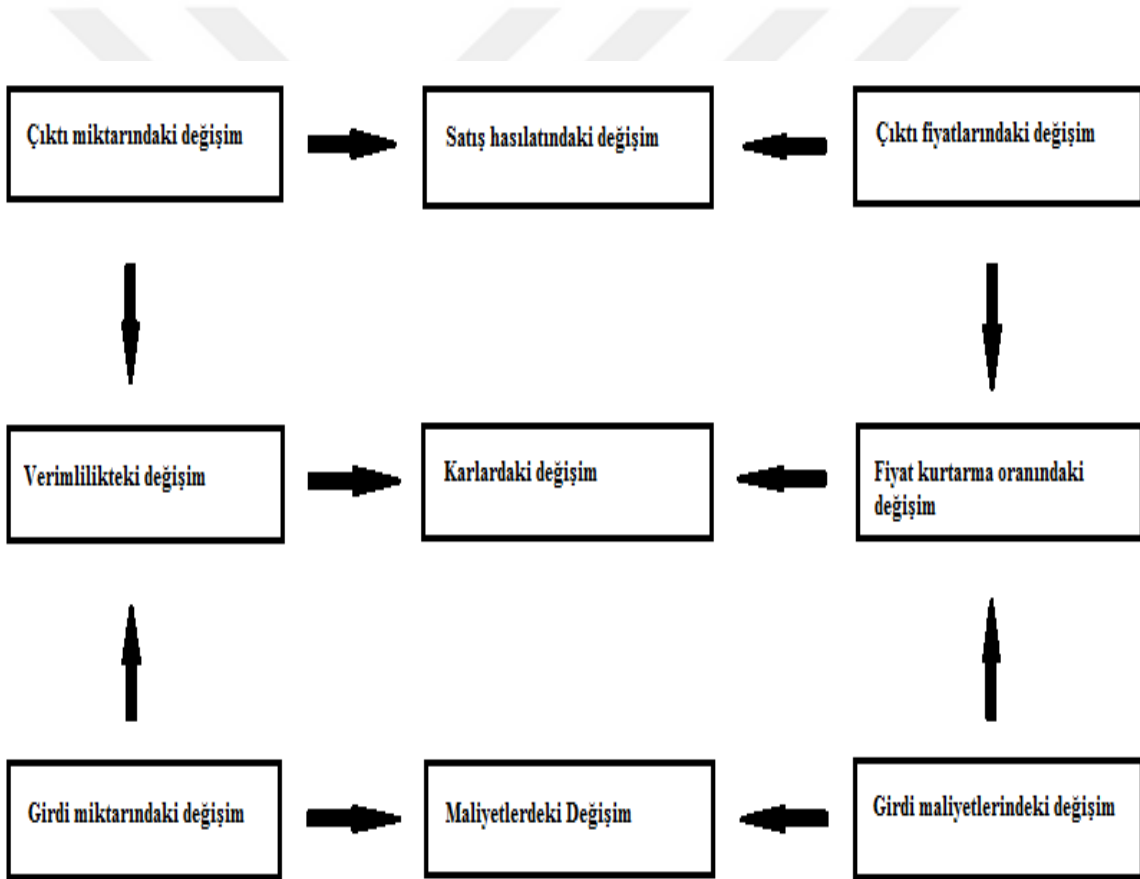 Çıktı miktarındaki değişim
Satış hasılatındaki değişim
Çıktı fiyatlarındaki değişim
Verimlilikteki değişim
Karlardaki değişim
Fiyat kurtarma oranındaki
değişim
Girdi miktarındaki değişim
Maliyetlerdeki Değişim
Girdi maliyetlerindeki değişim